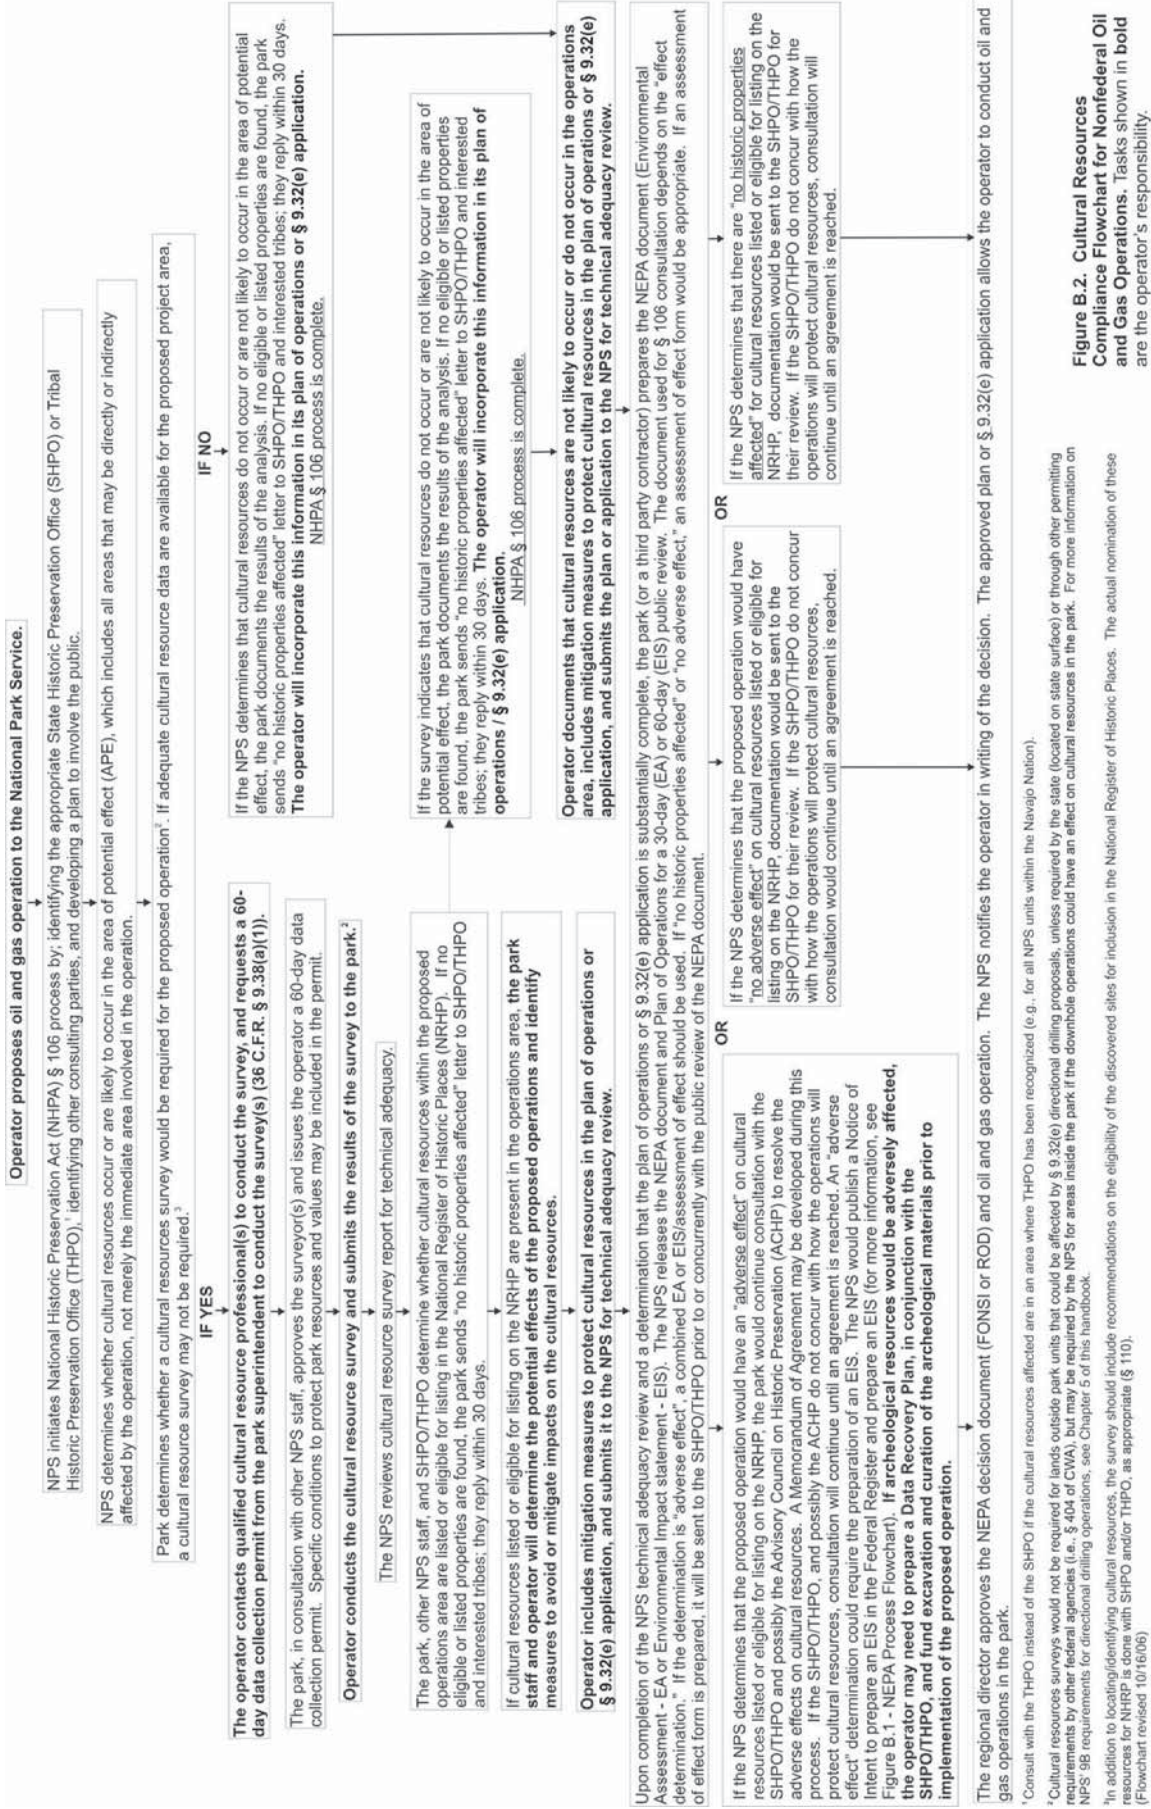 Operator proposes oil and gas operation to the National Park Service.
NPS initiates National Historic Preservation Act (NHPA) § 106 process by; identifying the appropriate State Historic Preservation Office (SHPO) or Tribal
Historic Preservation Office (THPO),¹ identifying other consulting parties, and developing a plan to involve the public.
NPS determines whether cultural resources occur or are likely to occur in the area of potential effect (APE), which includes all areas that may be directly or indirectly
affected by the operation, not merely the immediate area involved in the operation.
Park determines whether a cultural resources survey would be required for the proposed operation². If adequate cultural resource data are available for the proposed project area,
a cultural resource survey may not be required.³
IF YES
IF NO
The operator contacts qualified cultural resource professional(s) to conduct the survey, and requests a 60-
day data collection permit from the park superintendent to conduct the survey(s) (36 C.F.R. § 9.38(a)(1)).
The park, in consultation with other NPS staff, approves the surveyor(s) and issues the operator a 60-day data
collection permit. Specific conditions to protect park resources and values may be included in the permit.
Operator conducts the cultural resource survey and submits the results of the survey to the park.²
The NPS reviews cultural resource survey report for technical adequacy.
The park, other NPS staff, and SHPO/THPO determine whether cultural resources within the proposed
operations area are listed or eligible for listing in the National Register of Historic Places (NRHP). If no
eligible or listed properties are found, the park sends “no historic properties affected” letter to SHPO/THPO
and interested tribes; they reply within 30 days.
If cultural resources listed or eligible for listing on the NRHP are present in the operations area, the park
staff and operator will determine the potential effects of the proposed operations and identify
measures to avoid or mitigate impacts on the cultural resources.
Operator includes mitigation measures to protect cultural resources in the plan of operations or
§ 9.32(e) application, and submits it to the NPS for technical adequacy review.
If the NPS determines that cultural resources do not occur or are not likely to occur in the area of potential
effect, the park documents the results of the analysis. If no eligible or listed properties are found, the park
sends “no historic properties affected” letter to SHPO/THPO and interested tribes; they reply within 30 days.
The operator will incorporate this information in its plan of operations or § 9.32(e) application.
NHPA § 106 process is complete.
If the survey indicates that cultural resources do not occur or are not likely to occur in the area of
potential effect, the park documents the results of the analysis. If no eligible or listed properties
are found, the park sends “no historic properties affected” letter to SHPO/THPO and interested
tribes; they reply within 30 days. The operator will incorporate this information in its plan of
operations / § 9.32(e) application.
NHPA § 106 process is complete.
Operator documents that cultural resources are not likely to occur or do not occur in the operations
area, includes mitigation measures to protect cultural resources in the plan of operations or § 9.32(e)
application, and submits the plan or application to the NPS for technical adequacy review.
Upon completion of the NPS technical adequacy review and a determination that the plan of operations or § 9.32(e) application is substantially complete, the park (or a third party contractor) prepares the NEPA document (Environmental
Assessment - EA or Environmental Impact statement - EIS). The NPS releases the NEPA document and Plan of Operations for a 30-day (EA) or 60-day (EIS) public review. The document used for § 106 consultation depends on the “effect
determination.” If the determination is “adverse effect”, a combined EA or EIS/assessment of effect should be used. If “no historic properties affected” or “no adverse effect,” an assessment of effect form would be appropriate. If an assessment
of effect form is prepared, it will be sent to the SHPO/THPO prior to or concurrently with the public review of the NEPA document.
If the NPS determines that the proposed operation would have an “adverse effect” on cultural
resources listed or eligible for listing on the NRHP, the park would continue consultation with the
SHPO/THPO and possibly the Advisory Council on Historic Preservation (ACHP) to resolve the
adverse effects on cultural resources. A Memorandum of Agreement may be developed during this
process. If the SHPO/THPO, and possibly the ACHP do not concur with how the operations will
protect cultural resources, consultation will continue until an agreement is reached. An “adverse
effect” determination could require the preparation of an EIS. The NPS would publish a Notice of
Intent to prepare an EIS in the Federal Register and prepare an EIS (for more information, see
Figure B.1 - NEPA Process Flowchart). If archeological resources would be adversely affected,
the operator may need to prepare a Data Recovery Plan, in conjunction with the
SHPO/THPO, and fund excavation and curation of the archeological materials prior to
implementation of the proposed operation.
OR
If the NPS determines that the proposed operation would have
“no adverse effect” on cultural resources listed or eligible for
listing on the NRHP, documentation would be sent to the
SHPO/THPO for their review. If the SHPO/THPO do not concur
with how the operations will protect cultural resources,
consultation would continue until an agreement is reached.
OR
If the NPS determines that there are “no historic properties
affected” for cultural resources listed or eligible for listing on the
NRHP, documentation would be sent to the SHPO/THPO for
their review. If the SHPO/THPO do not concur with how the
operations will protect cultural resources, consultation will
continue until an agreement is reached.
The regional director approves the NEPA decision document (FONSI or ROD) and oil and gas operation. The NPS notifies the operator in writing of the decision. The approved plan or § 9.32(e) application allows the operator to conduct oil and
gas operations in the park.
¹Consult with the THPO instead of the SHPO if the cultural resources affected are in an area where THPO has been recognized (e.g., for all NPS units within the Navajo Nation).
²Cultural resources surveys would not be required for lands outside park units that could be affected by § 9.32(e) directional drilling proposals, unless required by the state (located on state surface) or through other permitting
requirements by other federal agencies (i.e., § 404 of CWA), but may be required by the NPS for areas inside the park if the downhole operations could have an effect on cultural resources in the park. For more information on
NPS’ 9B requirements for directional drilling operations, see Chapter 5 of this handbook.
³In addition to locating/identifying cultural resources, the survey should include recommendations on the eligibility of the discovered sites for inclusion in the National Register of Historic Places. The actual nomination of these
resources for NHRP is done with SHPO and/or THPO, as appropriate (§ 110).
(Flowchart revised 10/16/06)
Figure B.2. Cultural Resources
Compliance Flowchart for Nonfederal Oil
and Gas Operations. Tasks shown in bold
are the operator’s responsibility.